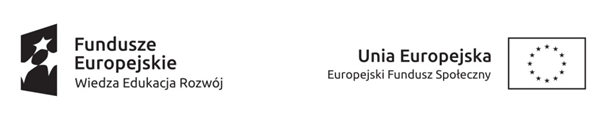 Fundusze
Europejskie
Wiedza Edukacja Rozwój
Unia Europejska
Europejski Fundusz Społeczny